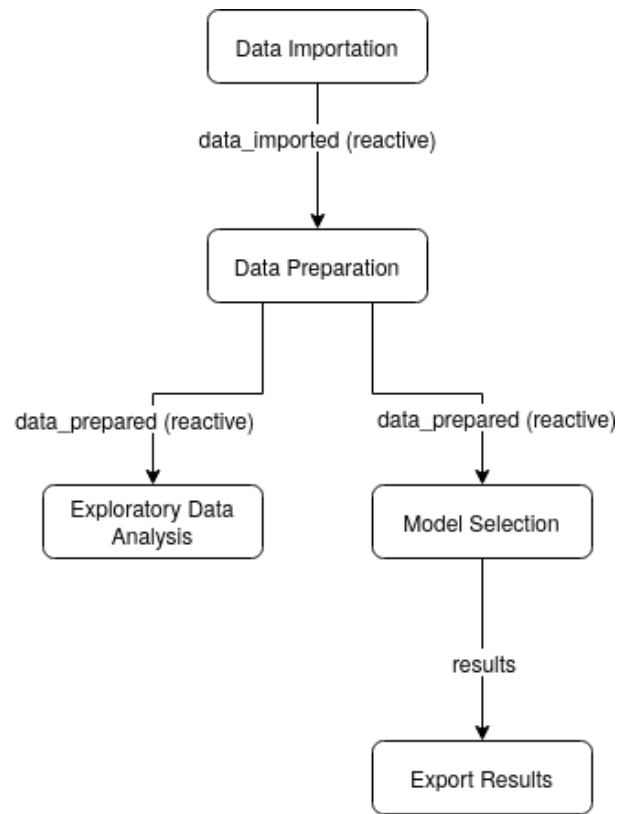 Data Importation
data_imported (reactive)
Data Preparation
data_prepared (reactive)
data_prepared (reactive)
Exploratory Data
Analysis
Model Selection
results
Export Results